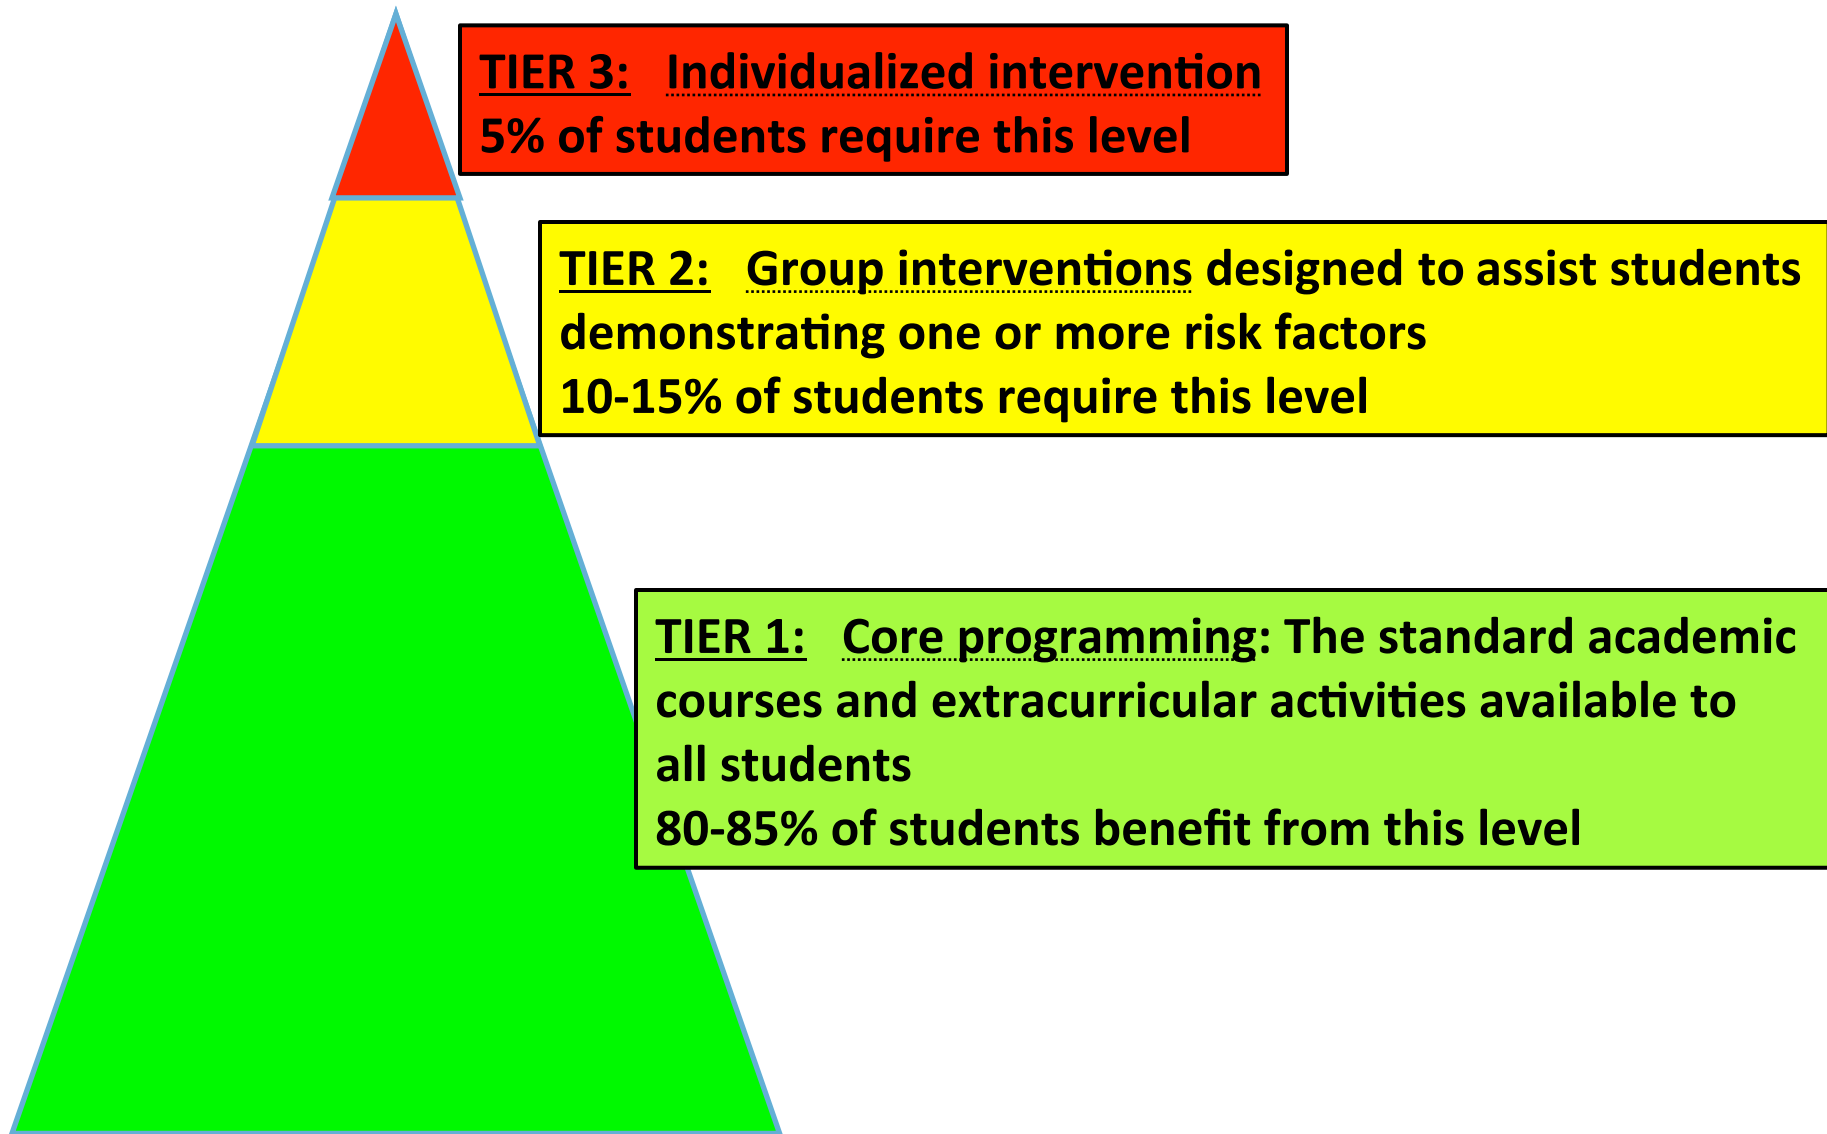 TIER 3: Individualized intervention
5% of students require this level
TIER 2: Group interventions designed to assist students
demonstrating one or more risk factors
10-15% of students require this level
TIER 1: Core programming: The standard academic
courses and extracurricular activities available to
all students
80-85% of students benefit from this level